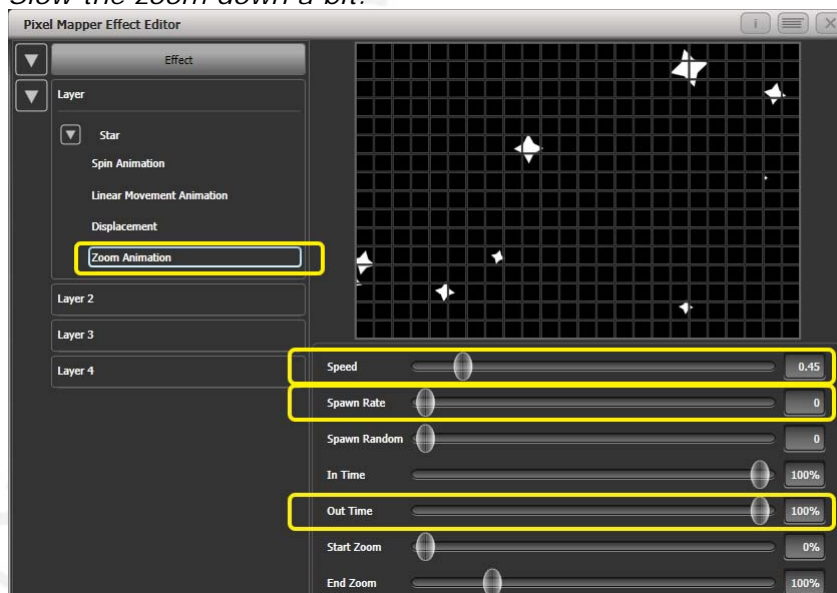 Slow the zoom down a bit.
Pixel Mapper Effect Editor
i
Effect
Layer
Star
Spin Animation
Linear Movement Animation
Displacement
Zoom Animation
Layer 2
Layer 3
Layer 4
Speed 0.45
Spawn Rate 0
Spawn Random 0
In Time 100%
Out Time 100%
Start Zoom 0%
End Zoom 100%